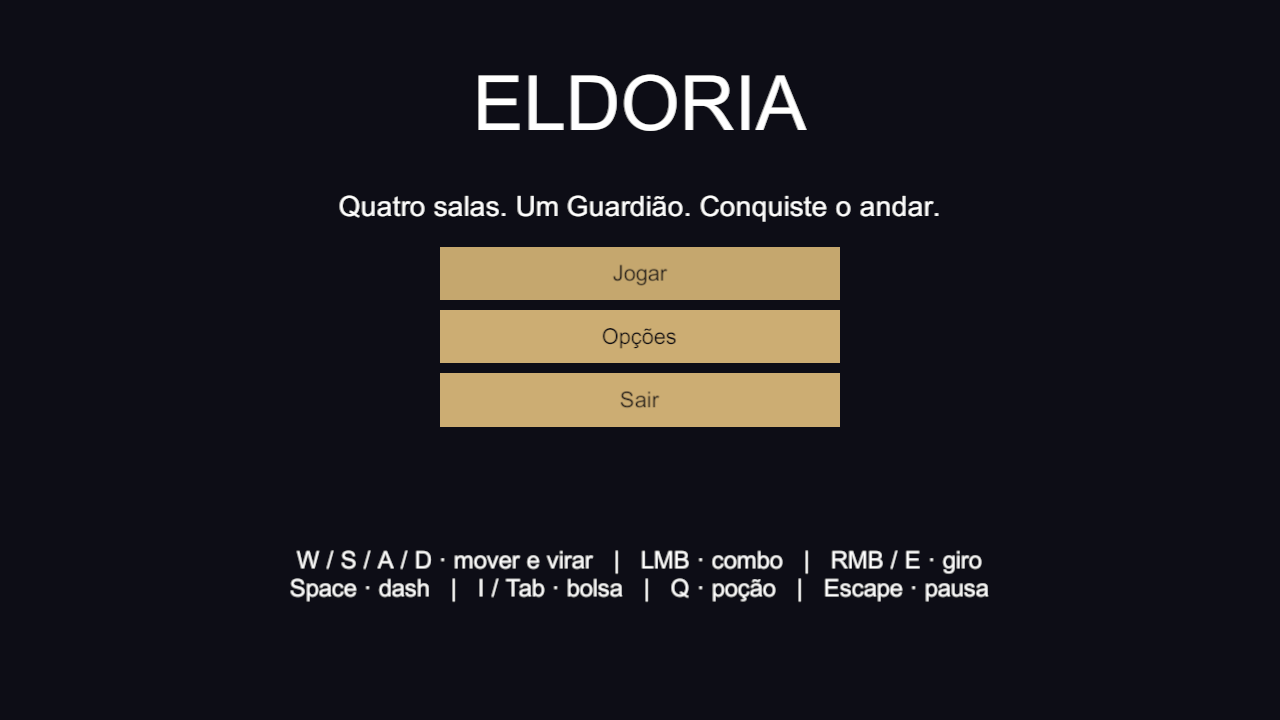 ELDORIA
Quatro salas. Um Guardião. Conquiste o andar.
Jogar
Opções
Sair
W / S / A / D · mover e virar | LMB · combo | RMB / E · giro
Space · dash | I / Tab · bolsa | Q · poção | Escape · pausa